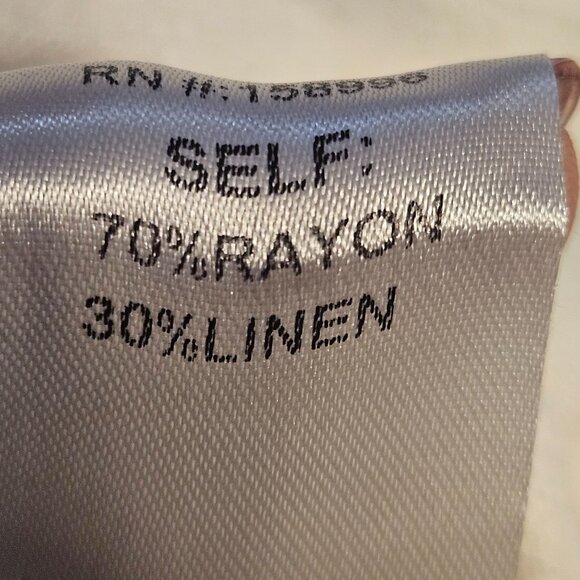 RN #:
SELF:
70%RAYON
30%LINEN